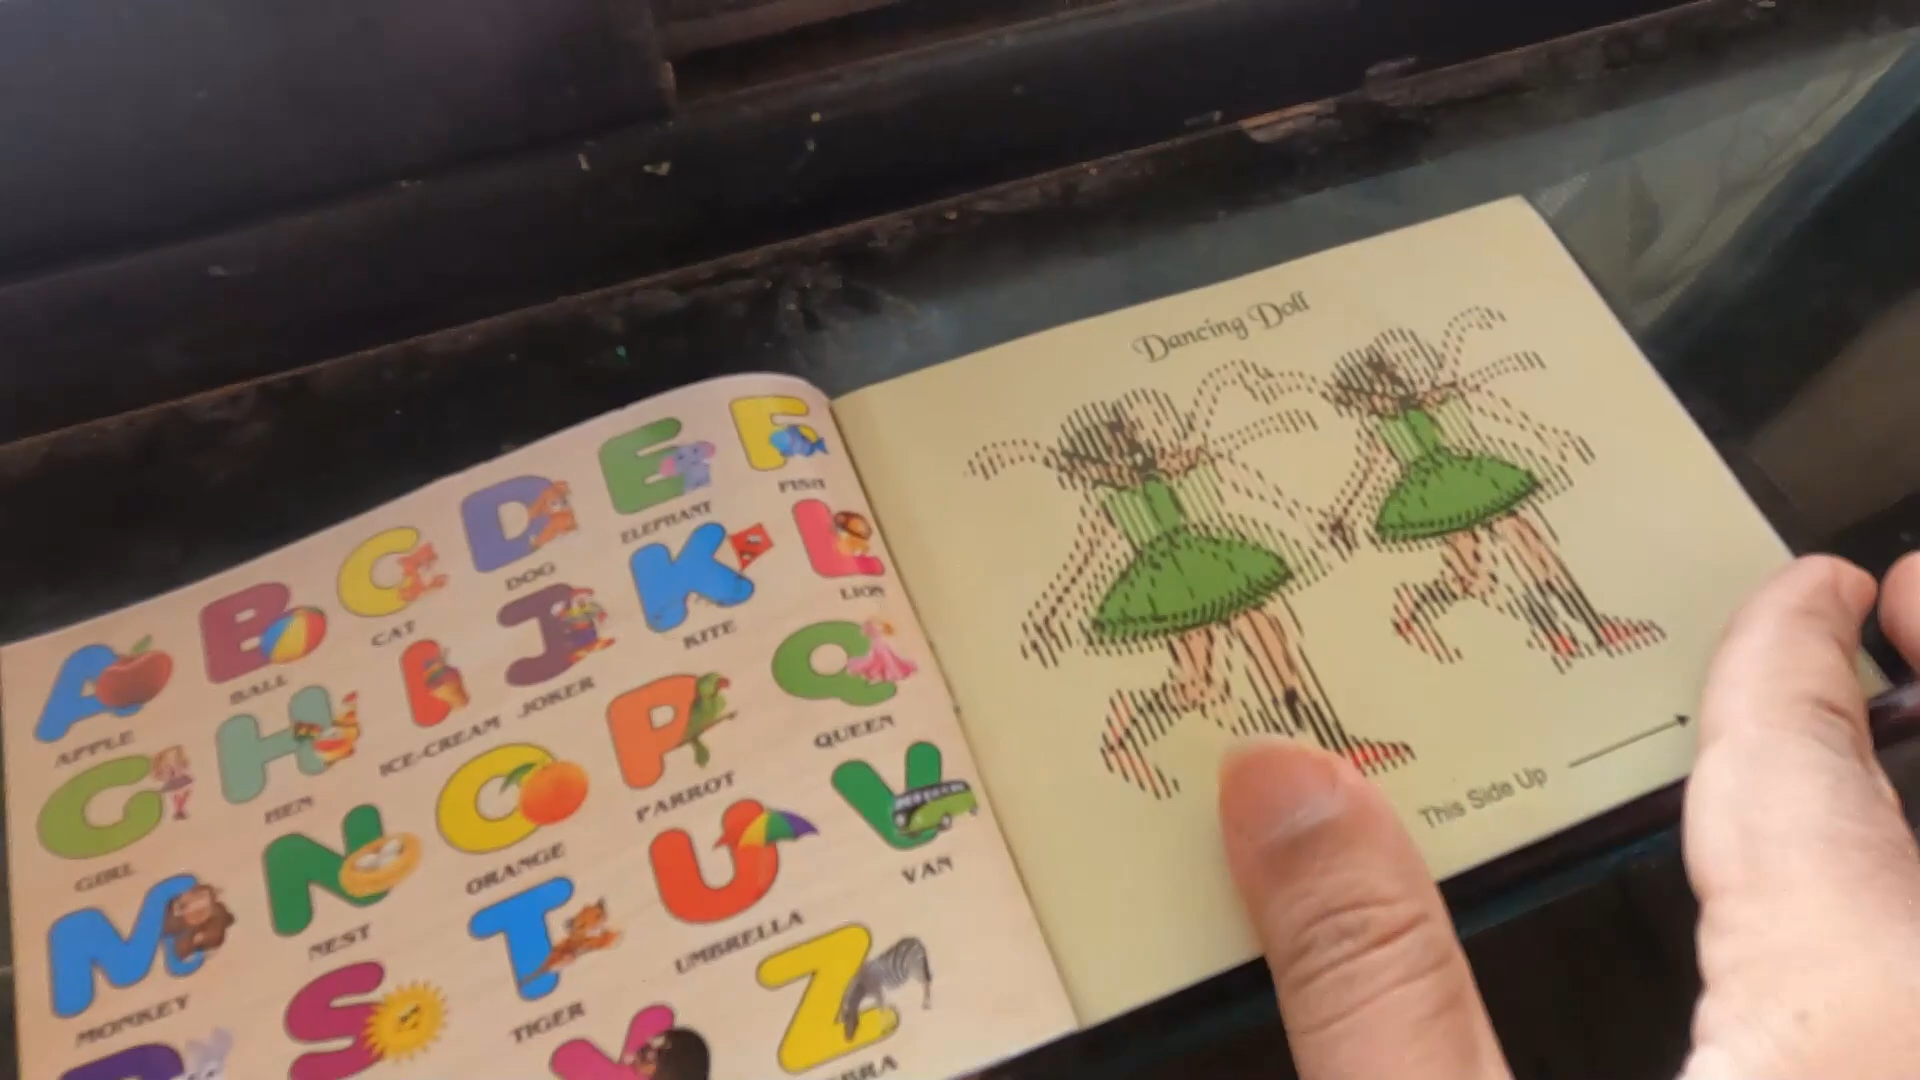 Dancing Doll
This Side Up
A B C D E F
APPLE BALL CAT DOG ELEPHANT FISH
G H I J K L
GIRL HEN ICE-CREAM JOKER KITE LION
M N O P Q
MONKEY NEST ORANGE PARROT QUEEN
S T U V
TIGER UMBRELLA VAN
Z